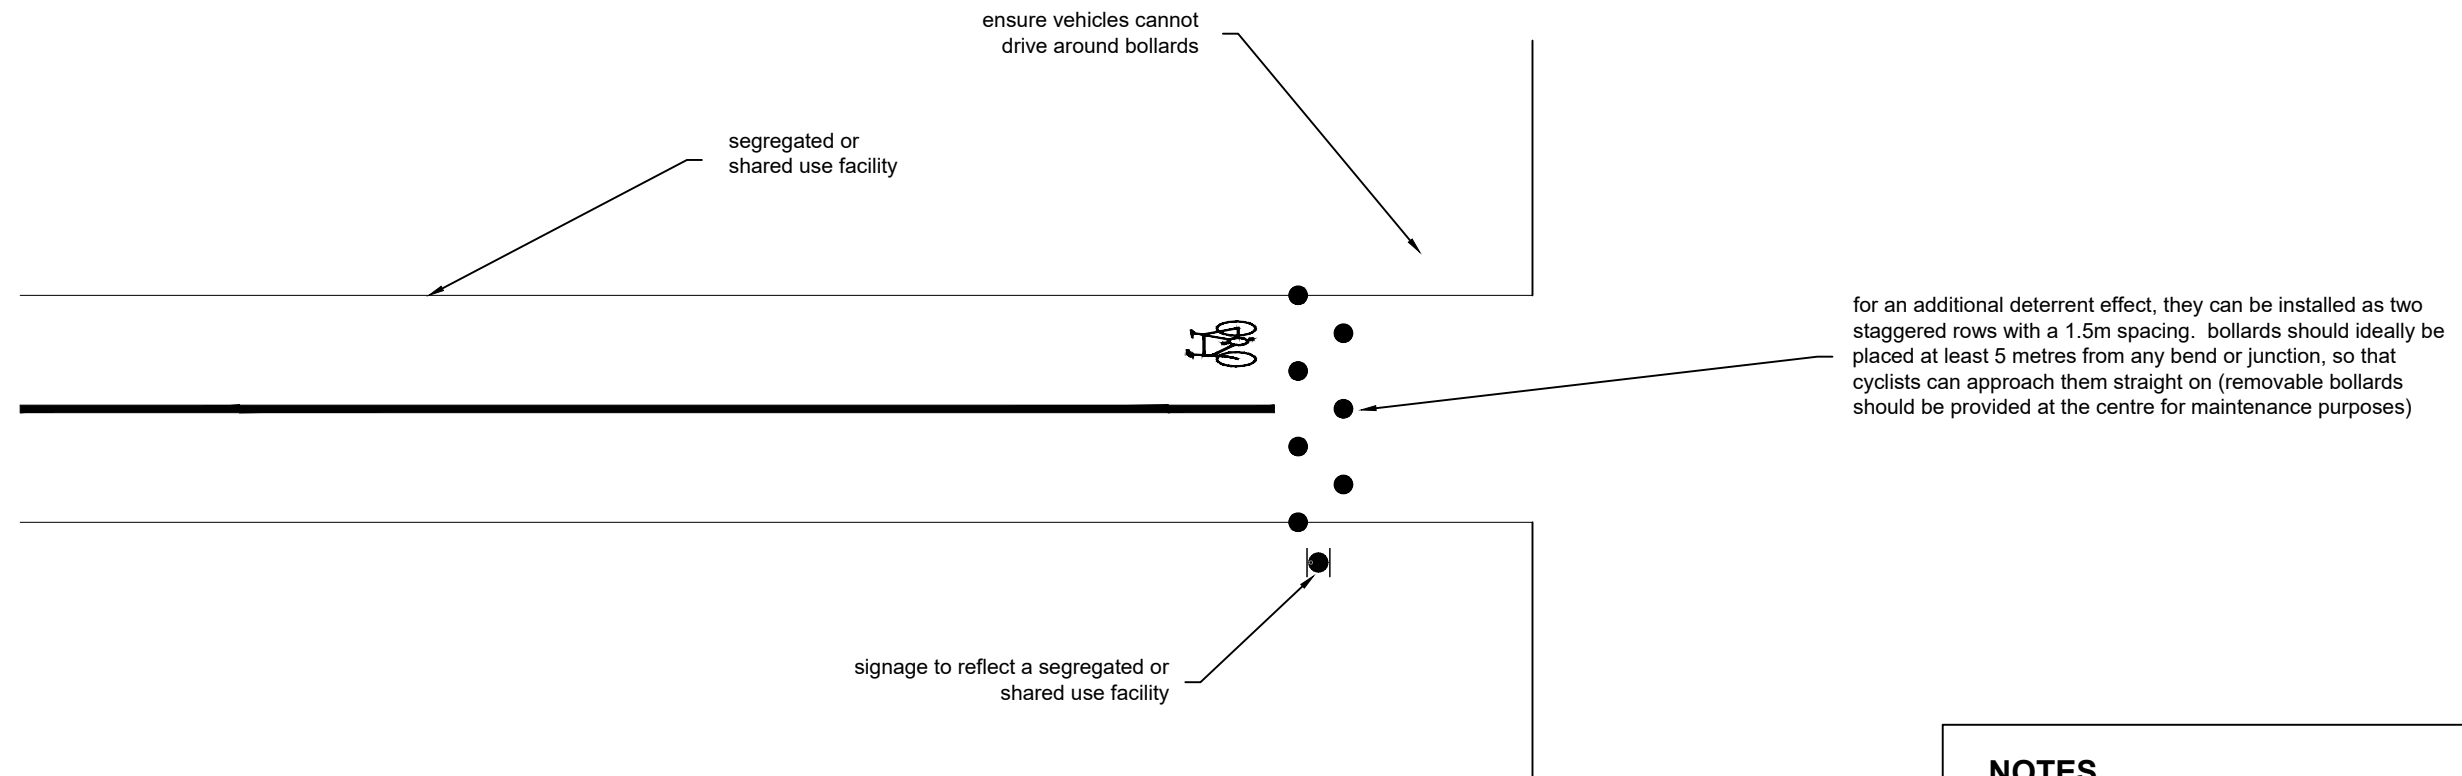 ensure vehicles cannot
drive around bollards
segregated or
shared use facility
for an additional deterrent effect, they can be installed as two
staggered rows with a 1.5m spacing.  bollards should ideally be
placed at least 5 metres from any bend or junction, so that
cyclists can approach them straight on (removable bollards
should be provided at the centre for maintenance purposes)
signage to reflect a segregated or
shared use facility
NOTES